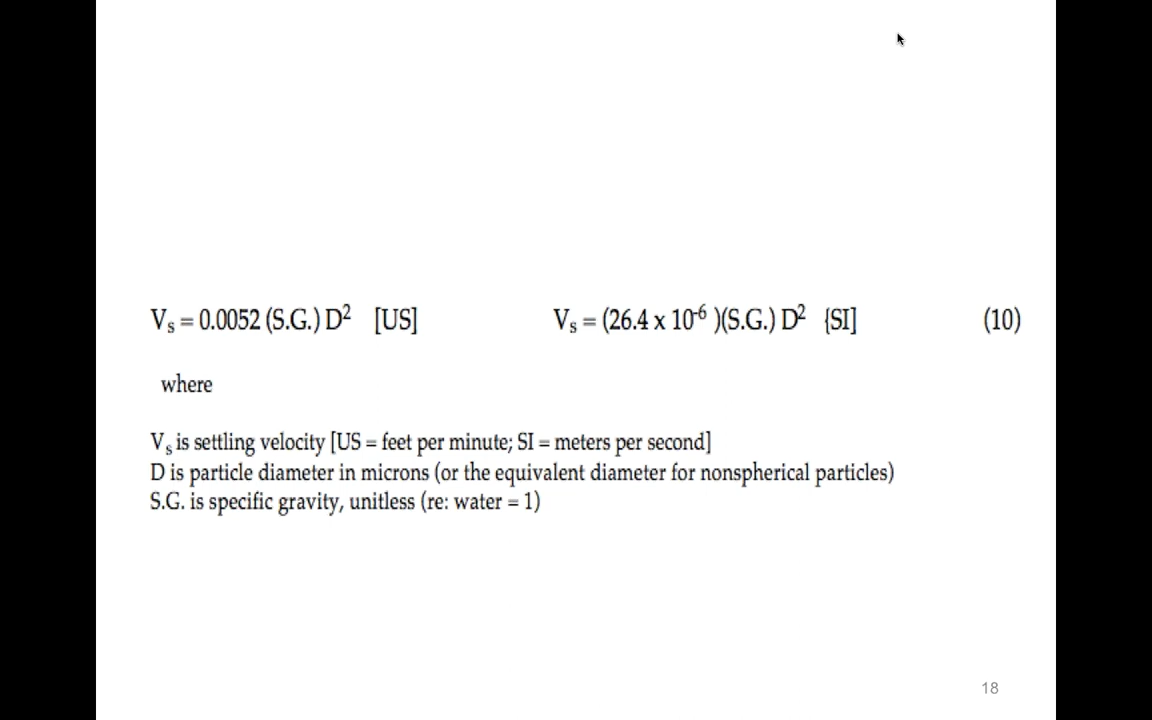 Vs = 0.0052 (S.G.) D2 [US] Vs = (26.4 x 10-6 )(S.G.) D2 {SI] (10)
where
Vs is settling velocity [US = feet per minute; SI = meters per second]
D is particle diameter in microns (or the equivalent diameter for nonspherical particles)
S.G. is specific gravity, unitless (re: water = 1)
18